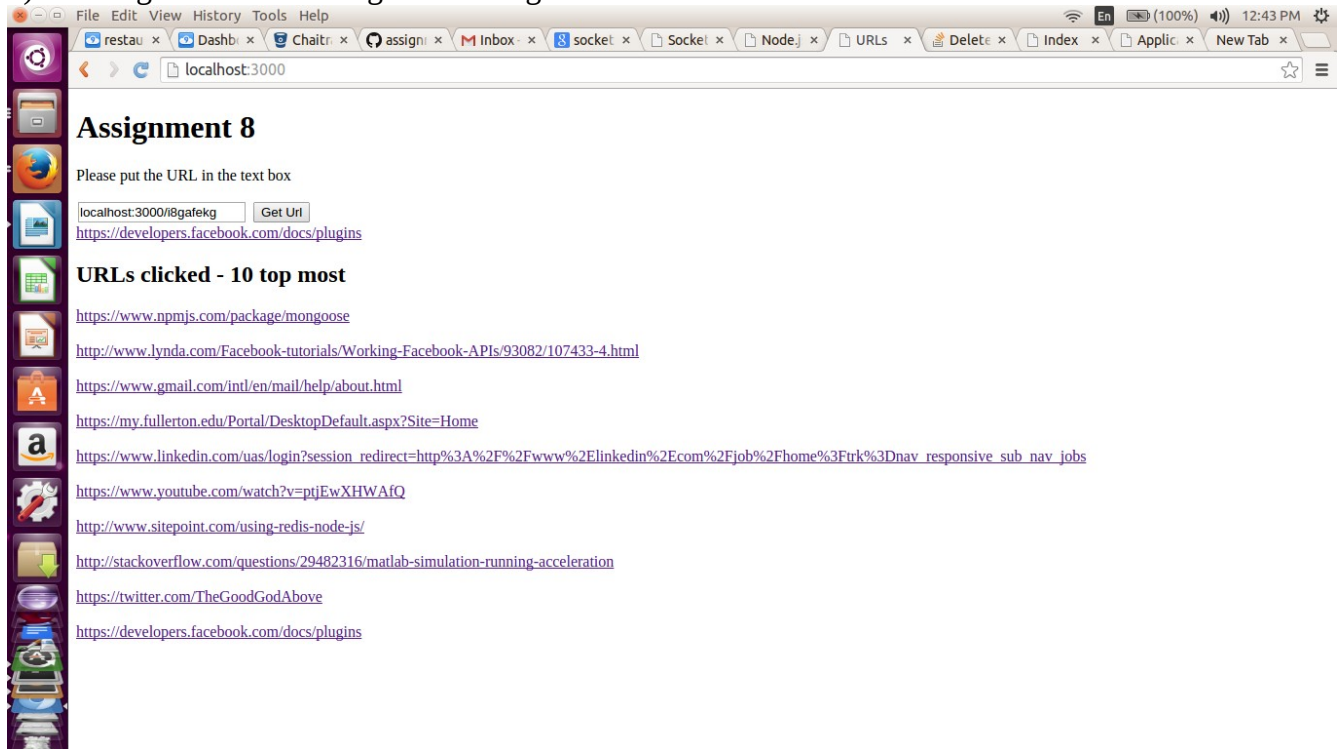 File Edit View History Tools Help En (100%) 12:43 PM
restau × Dashb × Chaitr × assign × Inbox - × socket × Socket × Node.j × URLs × Delete × Index × Applic × New Tab ×
localhost:3000
Assignment 8
Please put the URL in the text box
localhost:3000/i8gafekg Get Url
https://developers.facebook.com/docs/plugins
URLs clicked - 10 top most
https://www.npmjs.com/package/mongoose
http://www.lynda.com/Facebook-tutorials/Working-Facebook-APIs/93082/107433-4.html
https://www.gmail.com/intl/en/mail/help/about.html
https://my.fullerton.edu/Portal/DesktopDefault.aspx?Site=Home
https://www.linkedin.com/uas/login?session_redirect=http%3A%2F%2Fwww%2Elinkedin%2Ecom%2Fjob%2Fhome%3Ftrk%3Dnav_responsive_sub_nav_jobs
https://www.youtube.com/watch?v=ptjEwXHWAfQ
http://www.sitepoint.com/using-redis-node-js/
http://stackoverflow.com/questions/29482316/matlab-simulation-running-acceleration
https://twitter.com/TheGoodGodAbove
https://developers.facebook.com/docs/plugins